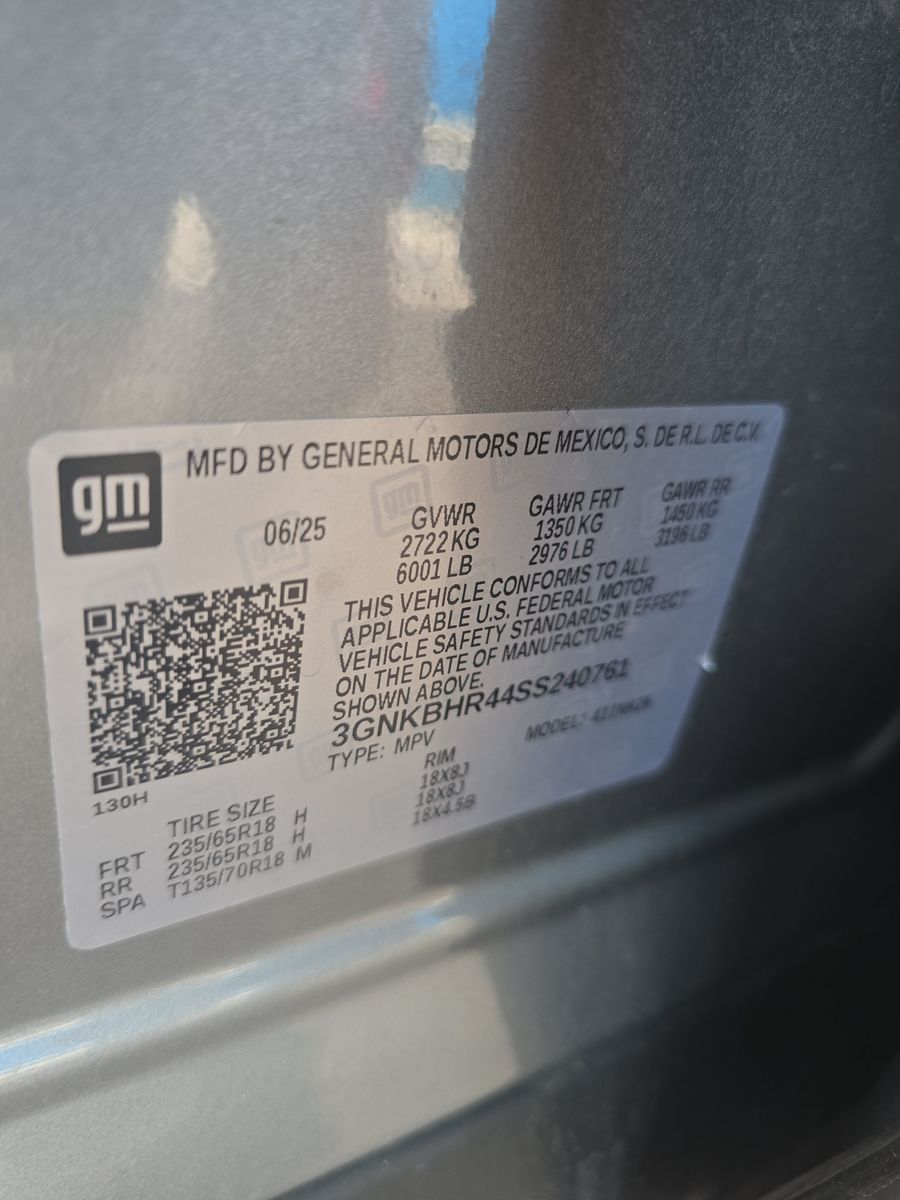 gm
MFD BY GENERAL MOTORS DE MEXICO, S. DE R.L. DE C.V.
06/25
GVWR
2722KG
6001 LB
GAWR FRT
1350 KG
2976 LB
GAWR RR
1450 KG
3196 LB
THIS VEHICLE CONFORMS TO ALL
APPLICABLE U.S. FEDERAL MOTOR
VEHICLE SAFETY STANDARDS IN EFFECT
ON THE DATE OF MANUFACTURE
SHOWN ABOVE.
3GNKBHR44SS240761
TYPE: MPV
MODEL:
130H
TIRE SIZE
RIM
FRT 235/65R18 H 18X8J
RR 235/65R18 H 18X8J
SPA T135/70R18 M 18X4.5B